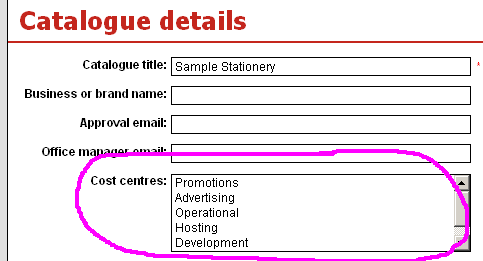 Catalogue details
Catalogue title: Sample Stationery *
Business or brand name:
Approval email:
Office manager email:
Cost centres: Promotions
Advertising
Operational
Hosting
Development